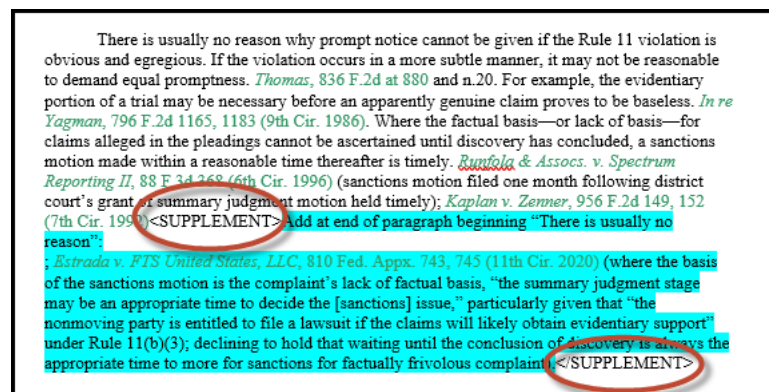 There is usually no reason why prompt notice cannot be given if the Rule 11 violation is
obvious and egregious. If the violation occurs in a more subtle manner, it may not be reasonable
to demand equal promptness. Thomas, 836 F.2d at 880 and n.20. For example, the evidentiary
portion of a trial may be necessary before an apparently genuine claim proves to be baseless. In re
Yagman, 796 F.2d 1165, 1183 (9th Cir. 1986). Where the factual basis—or lack of basis—for
claims alleged in the pleadings cannot be ascertained until discovery has concluded, a sanctions
motion made within a reasonable time thereafter is timely. Runfola & Assocs. v. Spectrum
Reporting II, 88 F.3d 368 (6th Cir. 1996) (sanctions motion filed one month following district
court’s grant of summary judgment motion held timely); Kaplan v. Zenner, 956 F.2d 149, 152
(7th Cir. 1992)<SUPPLEMENT>Add at end of paragraph beginning “There is usually no
reason”:
; Estrada v. FTS United States, LLC, 810 Fed. Appx. 743, 745 (11th Cir. 2020) (where the basis
of the sanctions motion is the complaint’s lack of factual basis, “the summary judgment stage
may be an appropriate time to decide the [sanctions] issue,” particularly given that “the
nonmoving party is entitled to file a lawsuit if the claims will likely obtain evidentiary support”
under Rule 11(b)(3); declining to hold that waiting until the conclusion of discovery is always the
appropriate time to more for sanctions for factually frivolous complaint).</SUPPLEMENT>